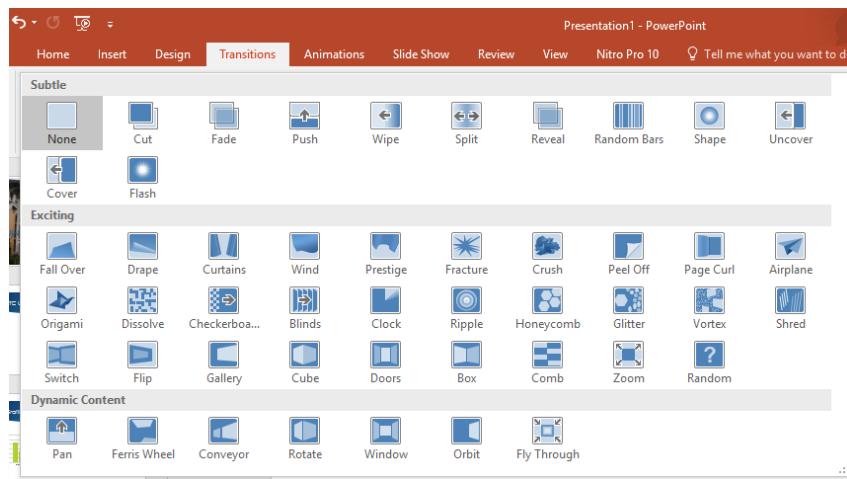 Presentation1 - PowerPoint
Home Insert Design Transitions Animations Slide Show Review View Nitro Pro 10 Tell me what you want to d
Subtle
None Cut Fade Push Wipe Split Reveal Random Bars Shape Uncover
Cover Flash
Exciting
Fall Over Drape Curtains Wind Prestige Fracture Crush Peel Off Page Curl Airplane
Origami Dissolve Checkerboa... Blinds Clock Ripple Honeycomb Glitter Vortex Shred
Switch Flip Gallery Cube Doors Box Comb Zoom ? Random
Dynamic Content
Pan Ferris Wheel Conveyor Rotate Window Orbit Fly Through